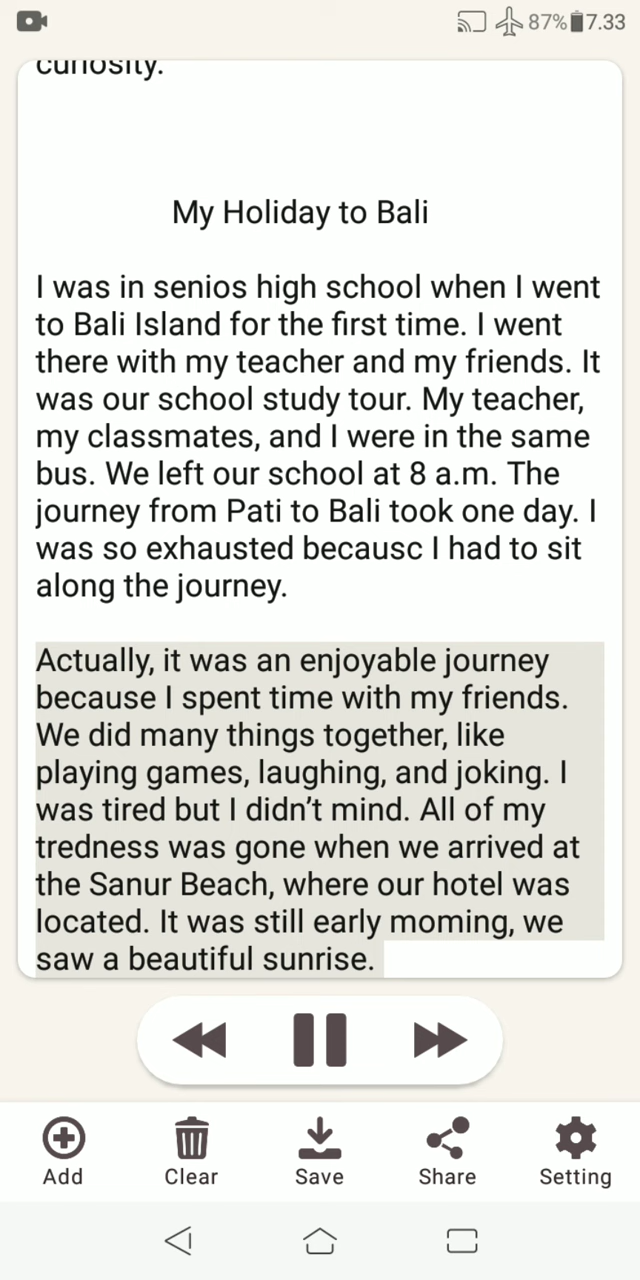 87% 7.33
curiosity.
My Holiday to Bali
I was in senios high school when I went
to Bali Island for the first time. I went
there with my teacher and my friends. It
was our school study tour. My teacher,
my classmates, and I were in the same
bus. We left our school at 8 a.m. The
journey from Pati to Bali took one day. I
was so exhausted becausc I had to sit
along the journey.
Actually, it was an enjoyable journey
because I spent time with my friends.
We did many things together, like
playing games, laughing, and joking. I
was tired but I didn’t mind. All of my
tredness was gone when we arrived at
the Sanur Beach, where our hotel was
located. It was still early moming, we
saw a beautiful sunrise.
Add Clear Save Share Setting